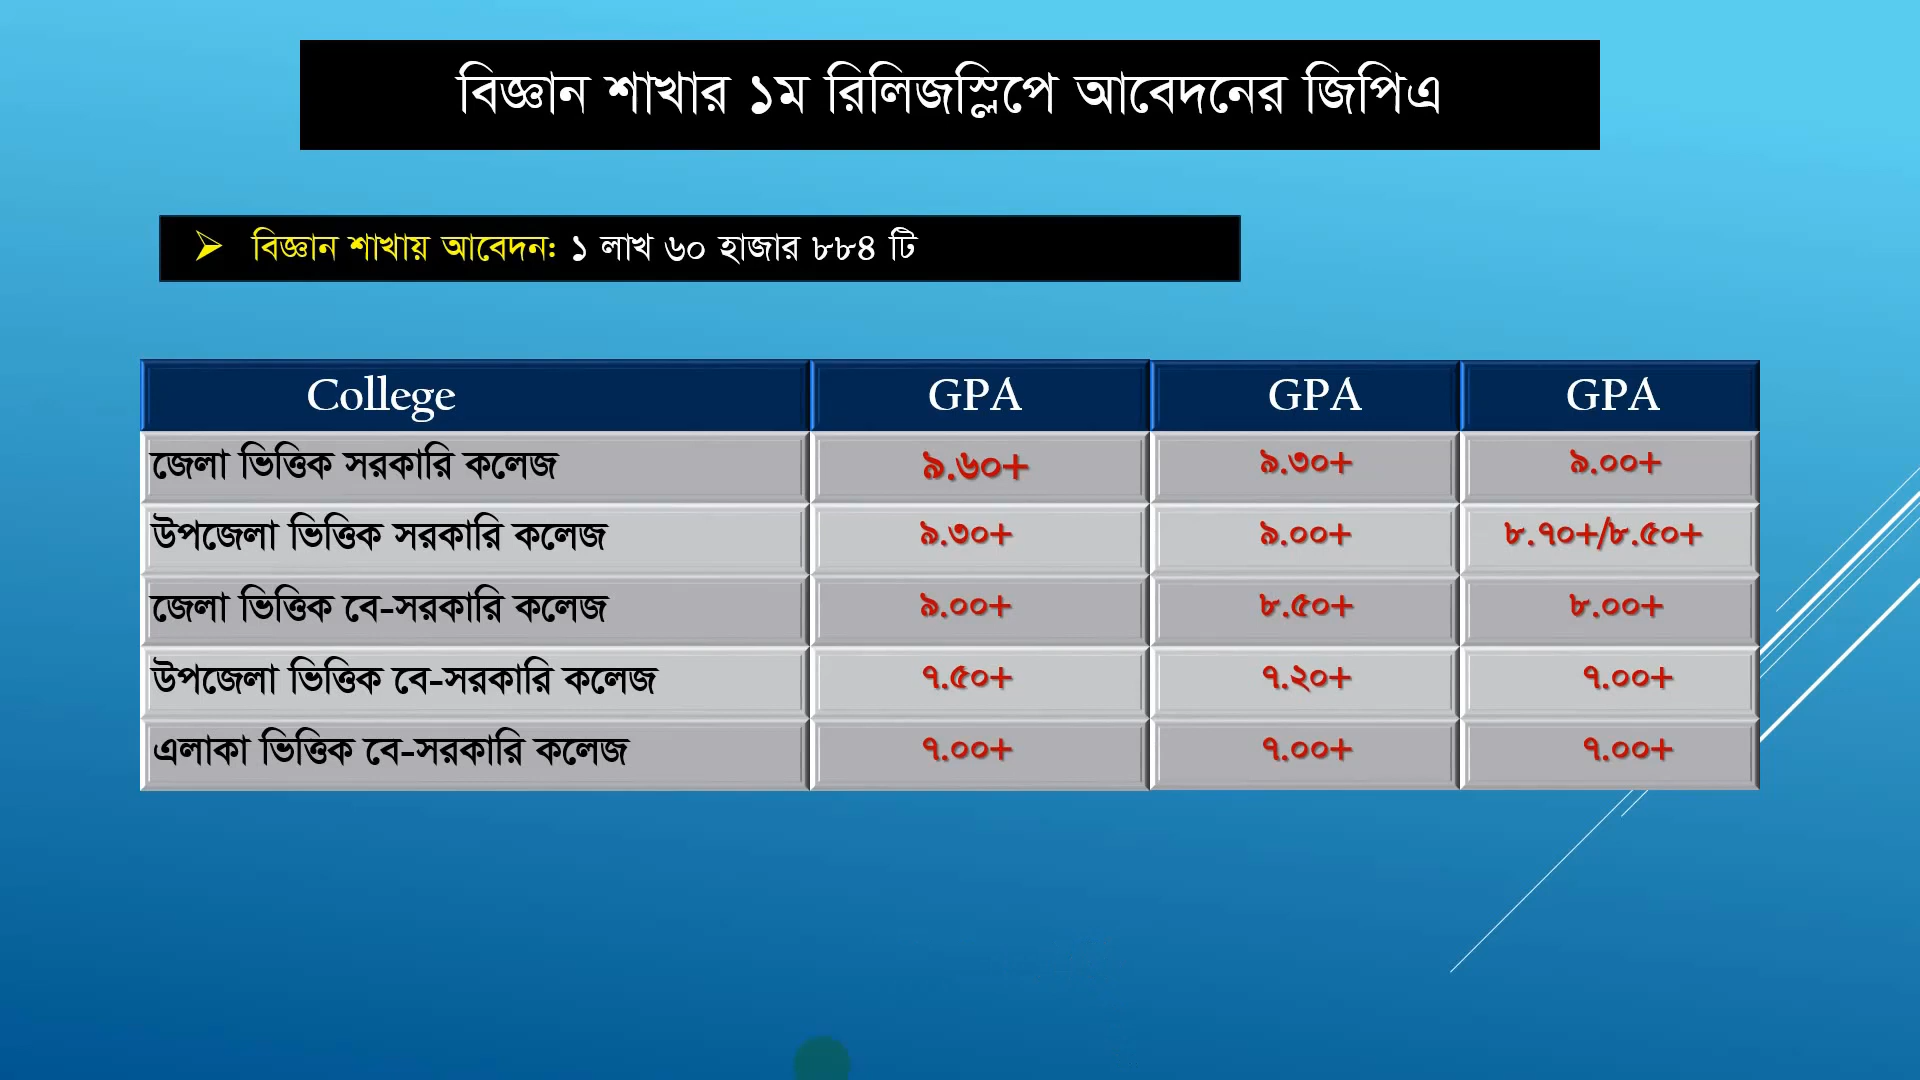 বিজ্ঞান শাখার ১ম রিলিজস্লিপে আবেদনের জিপিএ
➢ বিজ্ঞান শাখায় আবেদন: ১ লাখ ৬০ হাজার ৮৮৪ টি
College GPA GPA GPA
জেলা ভিত্তিক সরকারি কলেজ ৯.৬০+ ৯.৩০+ ৯.০০+
উপজেলা ভিত্তিক সরকারি কলেজ ৯.৩০+ ৯.০০+ ৮.৭০+/৮.৫০+
জেলা ভিত্তিক বে-সরকারি কলেজ ৯.০০+ ৮.৫০+ ৮.০০+
উপজেলা ভিত্তিক বে-সরকারি কলেজ ৭.৫০+ ৭.২০+ ৭.০০+
এলাকা ভিত্তিক বে-সরকারি কলেজ ৭.০০+ ৭.০০+ ৭.০০+